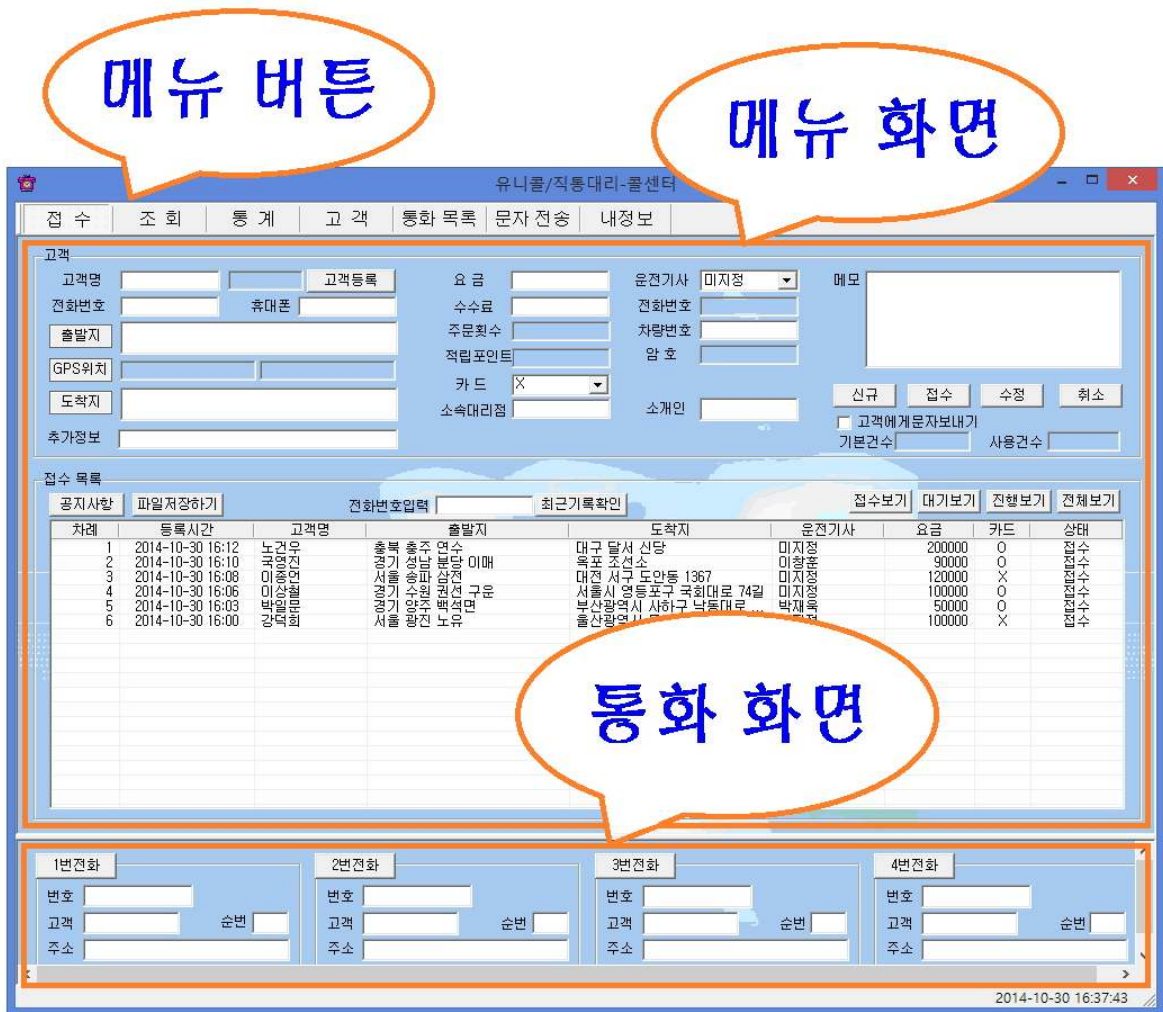 메뉴 버튼
메뉴 화면
유니콜/직통대리-콜센터
접 수 조 회 통 계 고 객 통화 목록 문자 전송 내정보
고객
고객명 고객등록 요 금 운전기사 미지정 메모
전화번호 휴대폰 수수료 전화번호
출발지 주문횟수 차량번호
GPS위치 적립포인트 암 호
도착지 카 드 X 신규 접수 수정 취소
소속대리점 소개인 고객에게문자보내기
추가정보 기본건수 사용건수
접수 목록
공지사항 파일저장하기 전화번호입력 최근기록확인 접수보기 대기보기 진행보기 전체보기
차례 등록시간 고객명 출발지 도착지 운전기사 요금 카드 상태
1 2014-10-30 16:12 노건우 충북 충주 연수 대구 달서 신당 미지정 200000 O 접수
2 2014-10-30 16:10 국영진 경기 성남 분당 이매 옥포 조선소 이창훈 90000 O 접수
3 2014-10-30 16:08 이종언 서울 송파 삼전 대전 서구 도안동 1367 미지정 120000 X 접수
4 2014-10-30 16:06 이상철 경기 수원 권선 구운 서울시 영등포구 국회대로 74길 미지정 100000 O 접수
5 2014-10-30 16:03 박일문 경기 양주 백석면 부산광역시 사하구 낙동대로 ... 박재욱 50000 O 접수
6 2014-10-30 16:00 강덕희 서울 광진 노유 울산광역시 100000 X 접수
통화 화면
1번전화 2번전화 3번전화 4번전화
번호 번호 번호 번호
고객 순번 고객 순번 고객 순번 고객 순번
주소 주소 주소 주소
2014-10-30 16:37:43